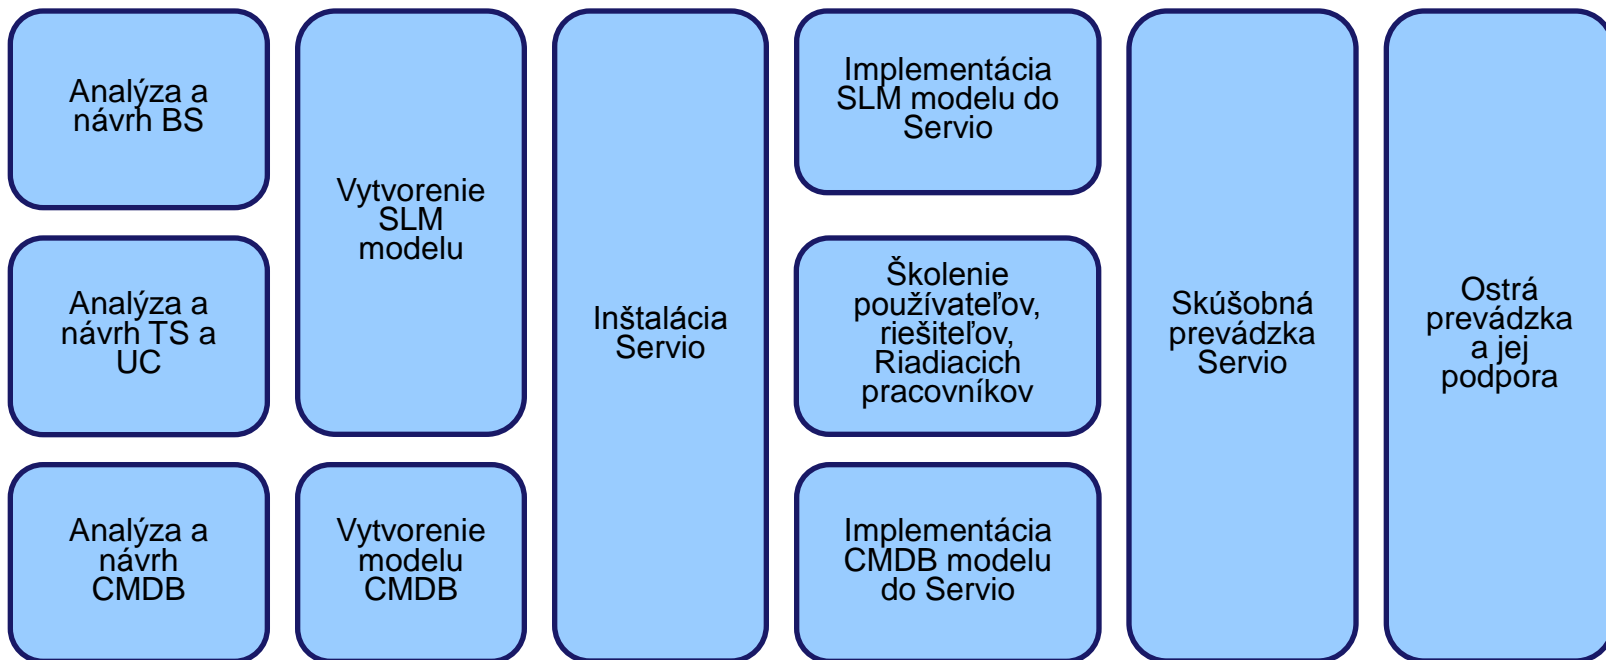 Analýza a
návrh BS
Analýza a
návrh TS a
UC
Analýza a
návrh
CMDB
Vytvorenie
SLM
modelu
Vytvorenie
modelu
CMDB
Inštalácia
Servio
Implementácia
SLM modelu do
Servio
Školenie
používateľov,
riešiteľov,
Riadiacich
pracovníkov
Implementácia
CMDB modelu
do Servio
Skúšobná
prevádzka
Servio
Ostrá
prevádzka
a jej
podpora